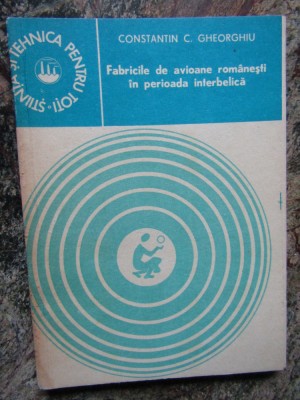 ŞTIINŢA ŞI TEHNICA PENTRU TOŢI
CONSTANTIN C. GHEORGHIU
Fabricile de avioane româneşti
în perioada interbelică